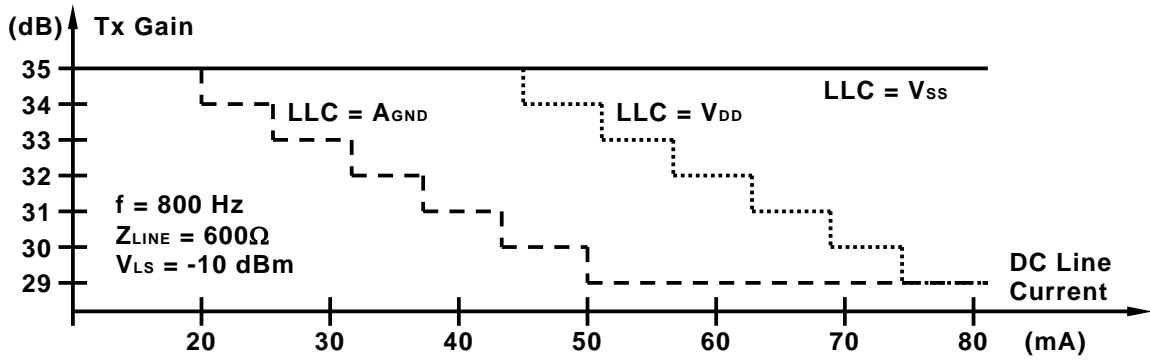 (dB) Tx Gain
35
34
33
32
31
30
29
LLC = AGND
LLC = VDD
LLC = VSS
f = 800 Hz
ZLINE = 600Ω
VLS = -10 dBm
DC Line
Current
20 30 40 50 60 70 80 (mA)